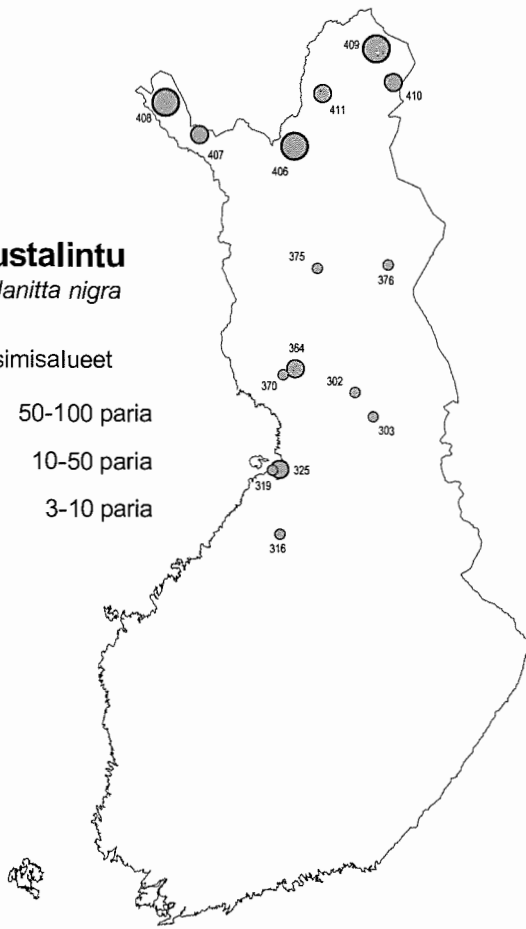 409
410
411
408
407
406
ustalintu
lanitta nigra
375
376
simisalueet
364
370
302
50-100 paria
303
10-50 paria
325
319
3-10 paria
316